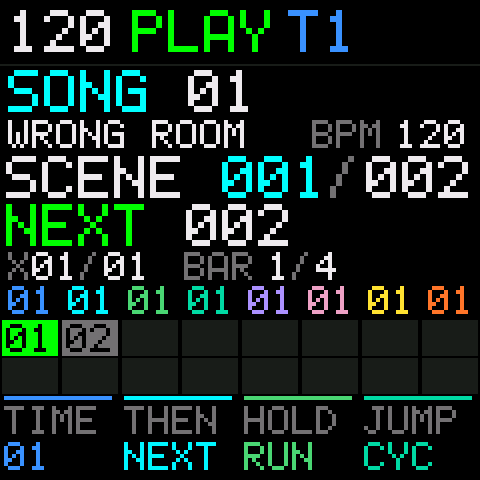 120 PLAY T1
SONG 01
WRONG ROOM BPM 120
SCENE 001/002
NEXT 002
X01/01 BAR 1/4
01 01 01 01 01 01 01 01
01 02
TIME THEN HOLD JUMP
01 NEXT RUN CYC